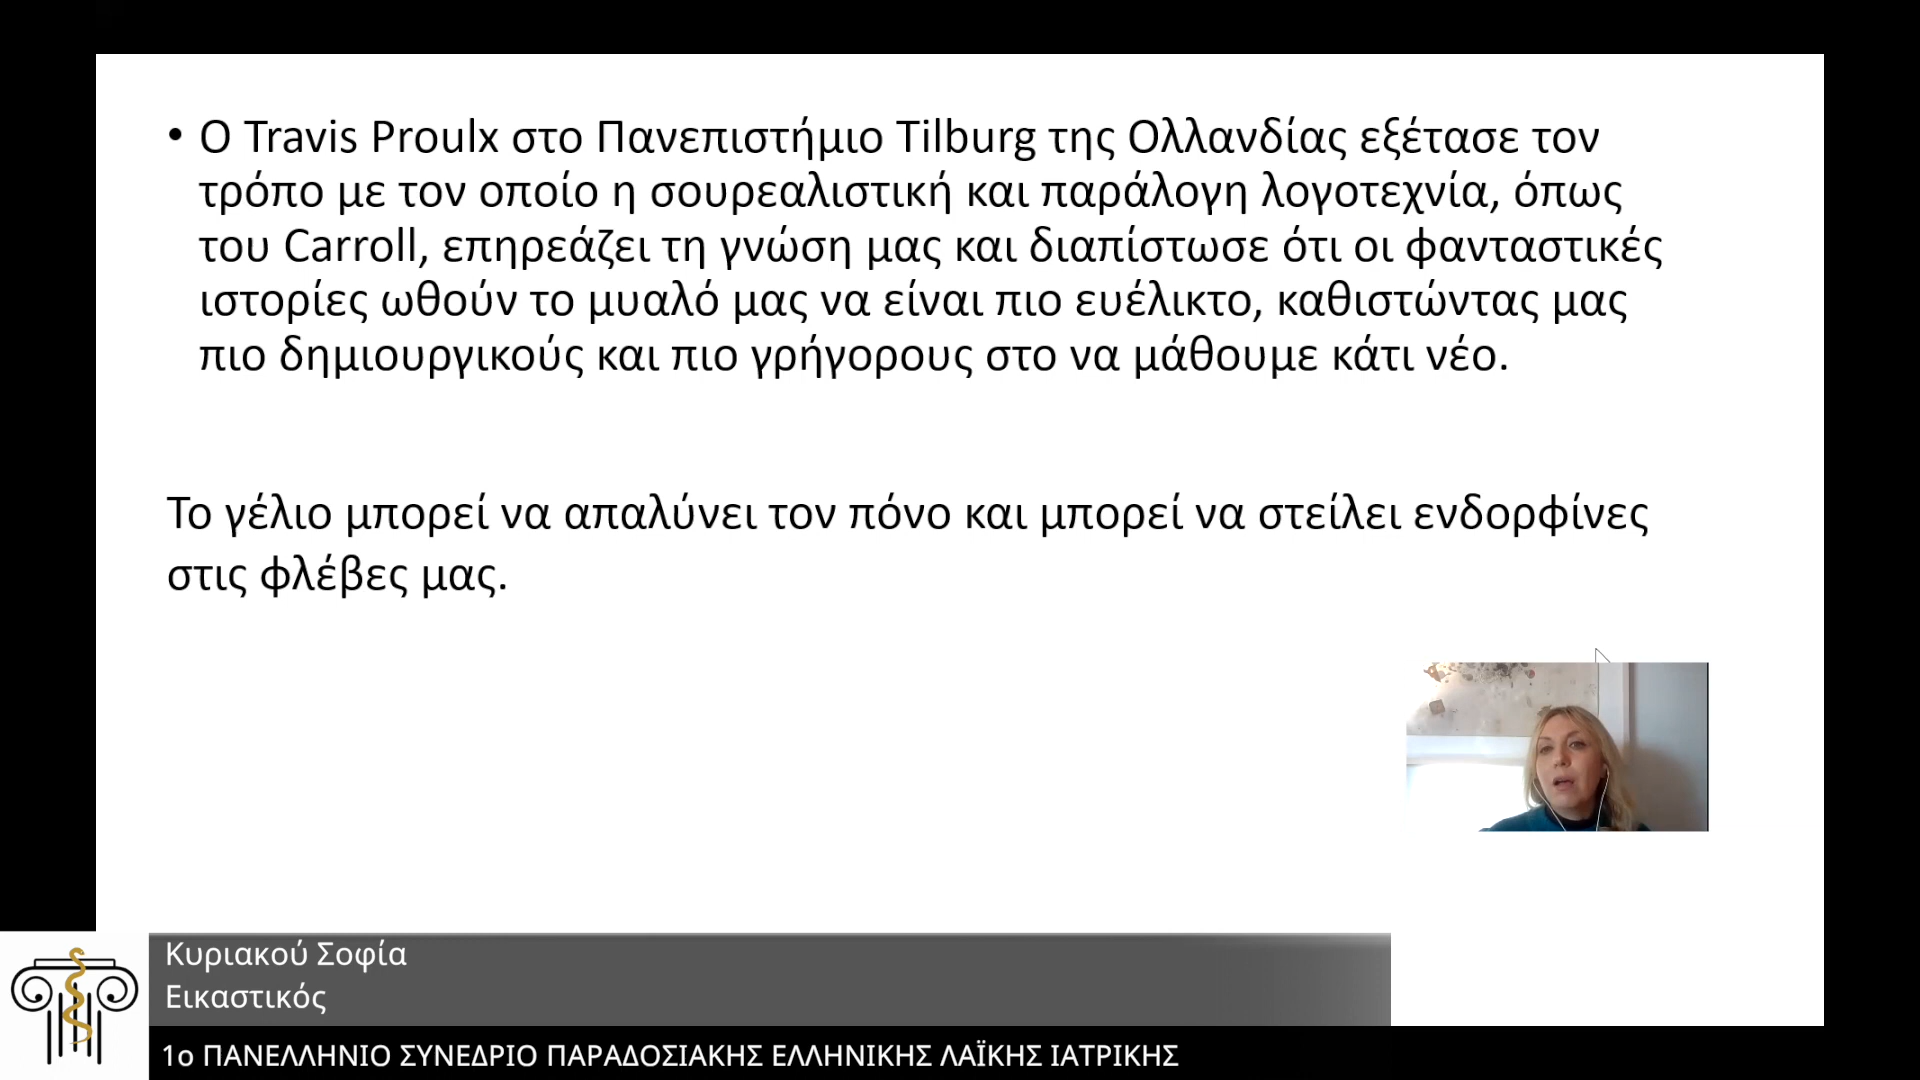 • Ο Travis Proulx στο Πανεπιστήμιο Tilburg της Ολλανδίας εξέτασε τον
τρόπο με τον οποίο η σουρεαλιστική και παράλογη λογοτεχνία, όπως
του Carroll, επηρεάζει τη γνώση μας και διαπίστωσε ότι οι φανταστικές
ιστορίες ωθούν το μυαλό μας να είναι πιο ευέλικτο, καθιστώντας μας
πιο δημιουργικούς και πιο γρήγορους στο να μάθουμε κάτι νέο.
Το γέλιο μπορεί να απαλύνει τον πόνο και μπορεί να στείλει ενδορφίνες
στις φλέβες μας.
Κυριακού Σοφία
Εικαστικός
1ο ΠΑΝΕΛΛΗΝΙΟ ΣΥΝΕΔΡΙΟ ΠΑΡΑΔΟΣΙΑΚΗΣ ΕΛΛΗΝΙΚΗΣ ΛΑΪΚΗΣ ΙΑΤΡΙΚΗΣ